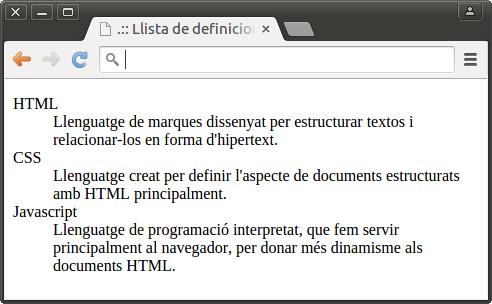 .:: Llista de definicion
HTML
Llenguatge de marques dissenyat per estructurar textos i
relacionar-los en forma d'hipertext.
CSS
Llenguatge creat per definir l'aspecte de documents estructurats
amb HTML principalment.
Javascript
Llenguatge de programació interpretat, que fem servir
principalment al navegador, per donar més dinamisme als
documents HTML.